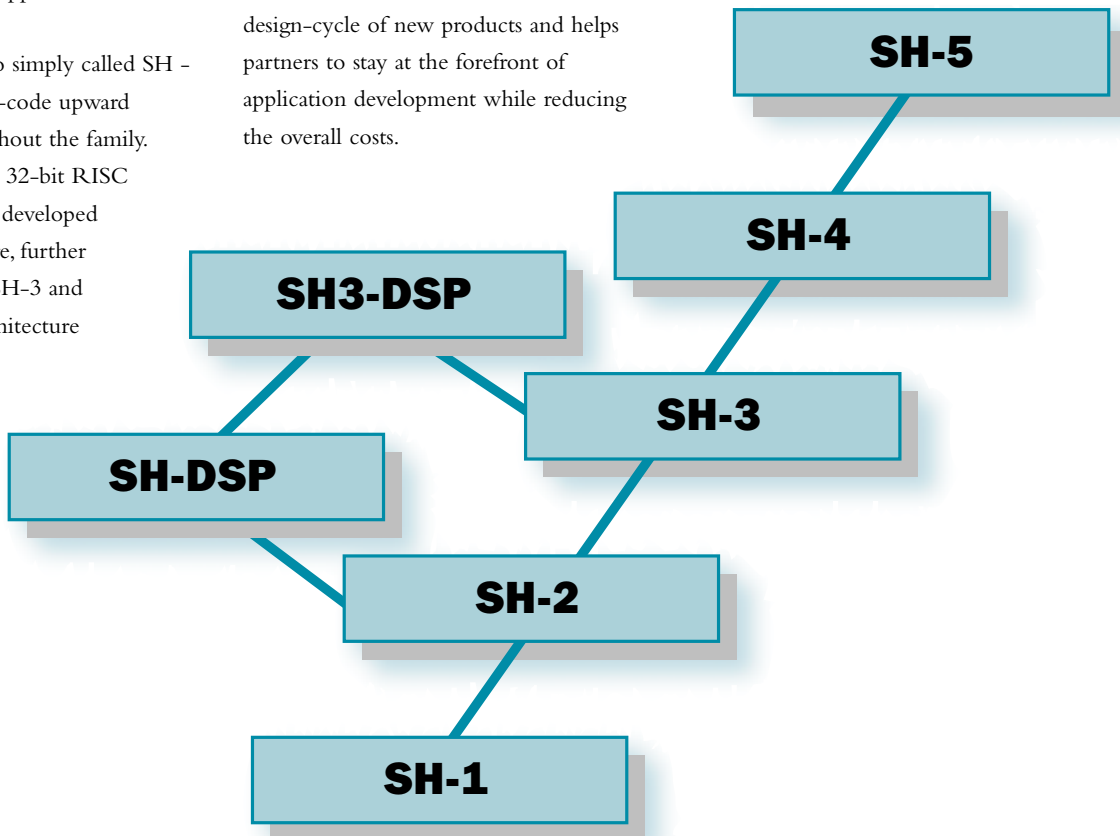 simply called SH -
-code upward
hout the family.
32-bit RISC
developed
e, further
SH-3 and
hitecture
design-cycle of new products and helps
partners to stay at the forefront of
application development while reducing
the overall costs.
SH-5
SH-4
SH3-DSP
SH-3
SH-DSP
SH-2
SH-1